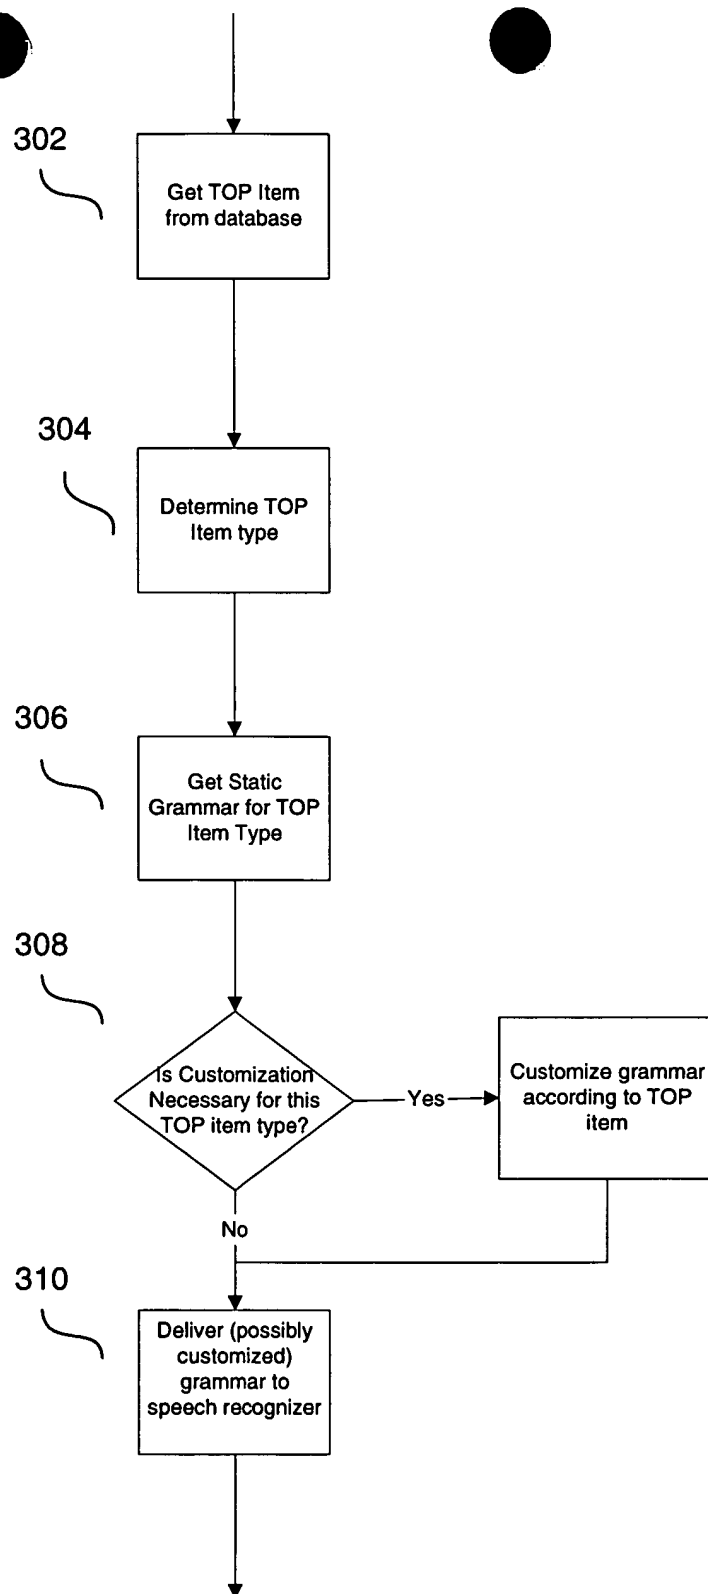 302
Get TOP Item
from database
304
Determine TOP
Item type
306
Get Static
Grammar for TOP
Item Type
308
Is Customization
Necessary for this
TOP item type?
Yes
Customize grammar
according to TOP
item
No
310
Deliver (possibly
customized)
grammar to
speech recognizer